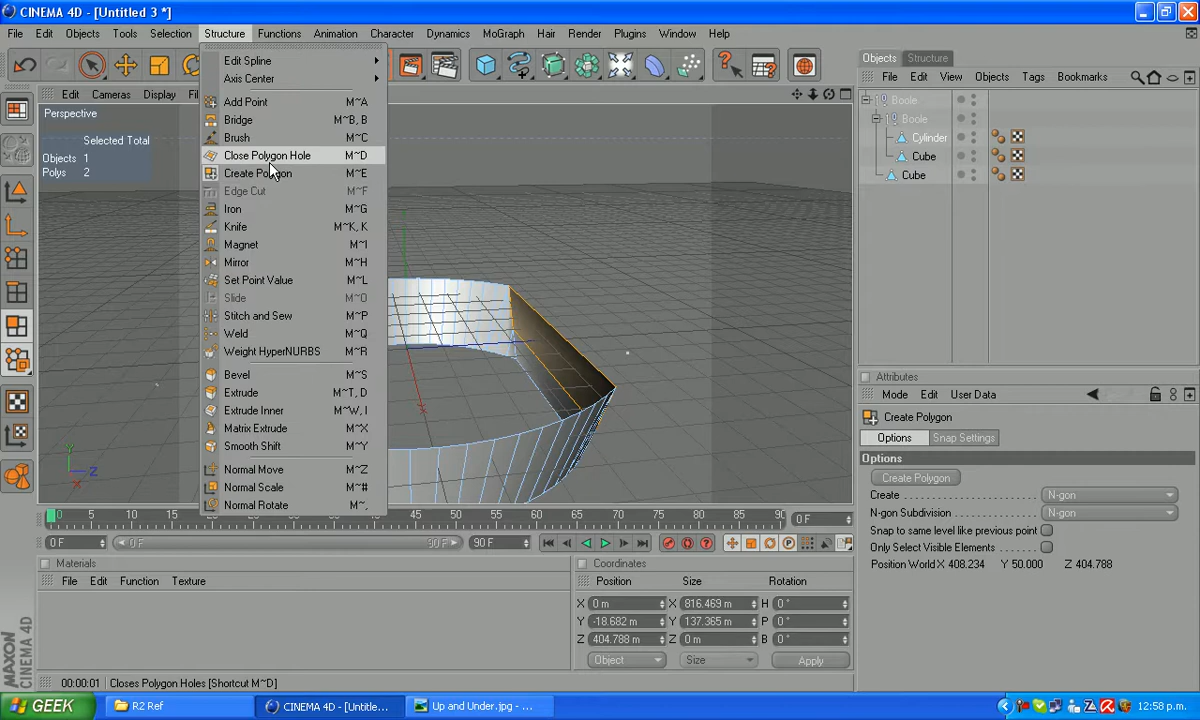 CINEMA 4D - [Untitled 3 *]
File Edit Objects Tools Selection Structure Functions Animation Character Dynamics MoGraph Hair Render Plugins Window Help
Edit Cameras Display
Perspective
Selected Total
Objects 1
Polys 2
Edit Spline
Axis Center
Add Point M~A
Bridge M~B, B
Brush M~C
Close Polygon Hole M~D
Create Polygon M~E
Edge Cut M~F
Iron M~G
Knife M~K, K
Magnet M~I
Mirror M~H
Set Point Value M~L
Slide M~O
Stitch and Sew M~P
Weld M~Q
Weight HyperNURBS M~R
Bevel M~S
Extrude M~T, D
Extrude Inner M~W, I
Matrix Extrude M~X
Smooth Shift M~Y
Normal Move M~Z
Normal Scale M~#
Normal Rotate M~,
Objects Structure
File Edit View Objects Tags Bookmarks
Boole
Boole
Cylinder
Cube
Cube
Attributes
Mode Edit User Data
Create Polygon
Options Snap Settings
Options
Create Polygon
Create N-gon
N-gon Subdivision N-gon
Snap to same level like previous point
Only Select Visible Elements
Position World X 408.234 Y 50.000 Z 404.788
Y
Z
X
0 5 10 15 20 25 30 35 40 45 50 55 60 65 70 75 80 85 90 0 F
0 F 0 F 90 F 90 F
Materials
File Edit Function Texture
Coordinates
Position Size Rotation
X 0 m X 816.469 m H 0 °
Y -18.682 m Y 137.365 m P 0 °
Z 404.788 m Z 0 m B 0 °
Object Size Apply
MAXON CINEMA 4D
00:00:01 Closes Polygon Holes [Shortcut M~D]
GEEK R2 Ref CINEMA 4D - [Untitle... Up and Under.jpg - ... 12:58 p.m.